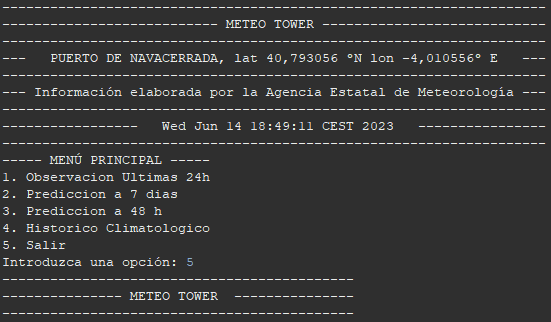 --------------------------------------------------------------------
--------------------------- METEO TOWER ----------------------------
--------------------------------------------------------------------
---   PUERTO DE NAVACERRADA, lat 40,793056 ºN lon -4,010556º E   ---
--------------------------------------------------------------------
--- Información elaborada por la Agencia Estatal de Meteorología ---
--------------------------------------------------------------------
-----------------   Wed Jun 14 18:49:11 CEST 2023   ----------------
--------------------------------------------------------------------
----- MENÚ PRINCIPAL -----
1. Observacion Ultimas 24h
2. Prediccion a 7 dias
3. Prediccion a 48 h
4. Historico Climatologico
5. Salir
Introduzca una opción: 5
--------------------------------------------
--------------- METEO TOWER  ---------------
--------------------------------------------